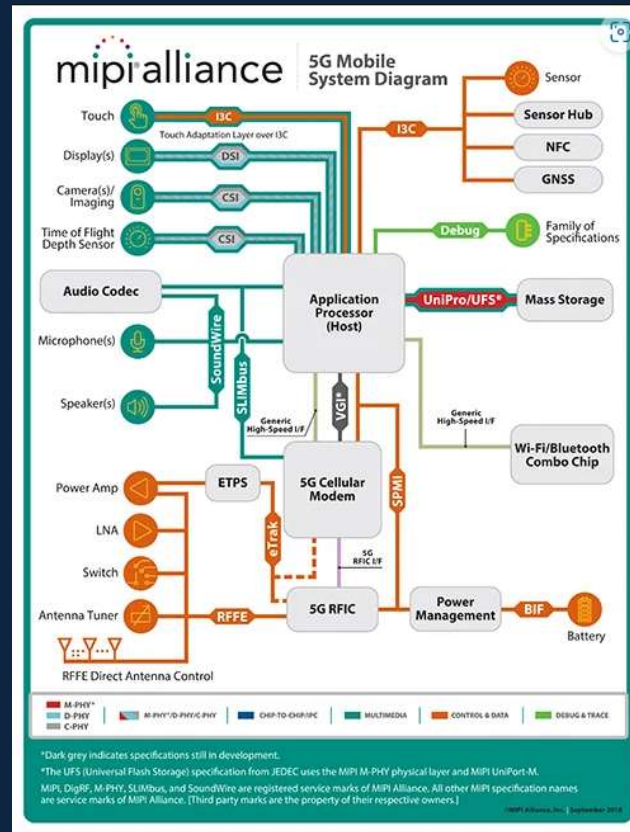 mipi alliance
5G Mobile
System Diagram
Touch
I3C
Touch Adaptation Layer over I3C
Display(s)
DSI
Camera(s)/
Imaging
CSI
Time of Flight
Depth Sensor
CSI
I3C
Sensor
Sensor Hub
NFC
GNSS
Debug
Family of
Specifications
Audio Codec
Application
Processor
(Host)
UniPro/UFS*
Mass Storage
Microphone(s)
SoundWire
SLIMbus
Speaker(s)
Generic
High-Speed I/F
VGI*
Generic
High-Speed I/F
Wi-Fi/Bluetooth
Combo Chip
Power Amp
ETPS
5G Cellular
Modem
SPMI
LNA
eTrak
5G
RFIC I/F
Switch
Antenna Tuner
RFFE
5G RFIC
Power
Management
BIF
Battery
RFFE Direct Antenna Control
M-PHY*
D-PHY
C-PHY
M-PHY*/D-PHY/C-PHY
CHIP-TO-CHIP/IPC
MULTIMEDIA
CONTROL & DATA
DEBUG & TRACE
*Dark grey indicates specifications still in development.
*The UFS (Universal Flash Storage) specification from JEDEC uses the MIPI M-PHY physical layer and MIPI UniPort-M.
MIPI, DigRF, M-PHY, SLIMbus, and SoundWire are registered service marks of MIPI Alliance. All other MIPI specification names
are service marks of MIPI Alliance. [Third party marks are the property of their respective owners.]
©MIPI Alliance, Inc. | September 2018